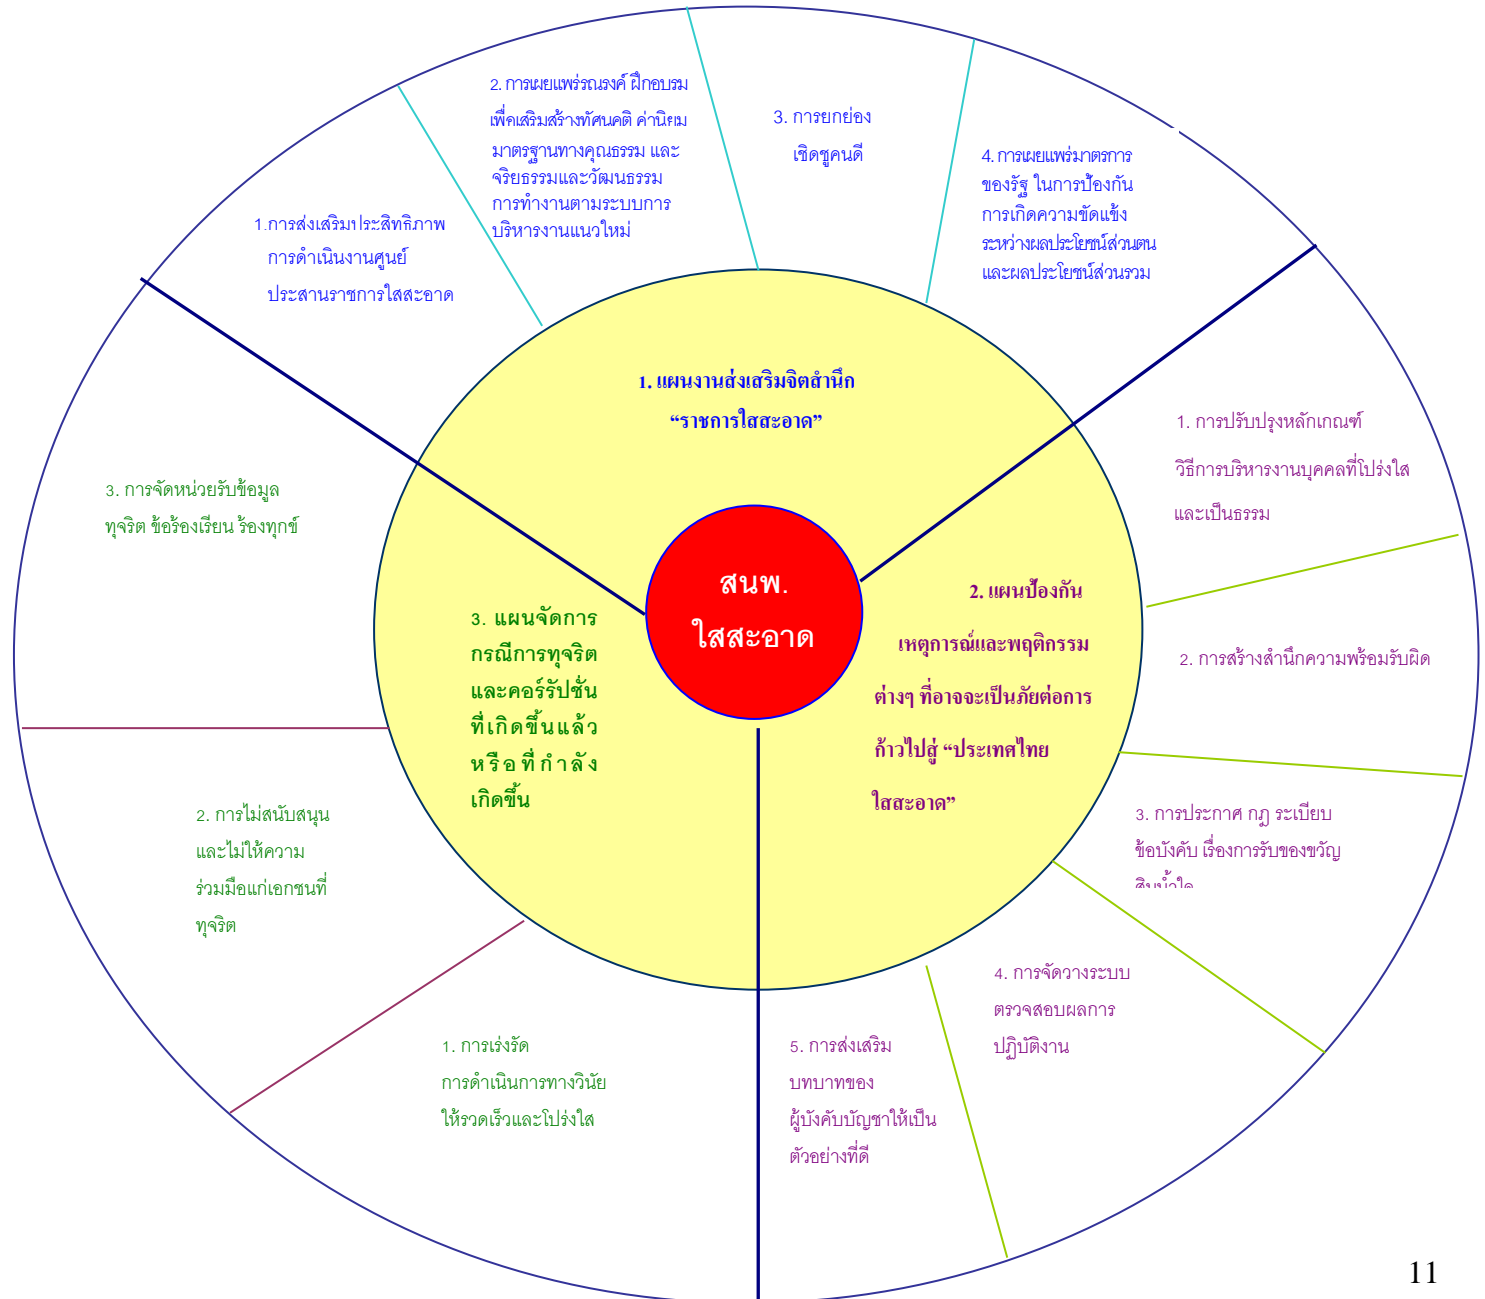 2. การเผยแพร่รณรงค์ ฝึกอบรม
เพื่อเสริมสร้างทัศนคติ ค่านิยม
มาตรฐานทางคุณธรรม และ
จริยธรรมและวัฒนธรรม
การทำงานตามระบบการ
บริหารงานแนวใหม่
3. การยกย่อง
เชิดชูคนดี
4. การเผยแพร่มาตรการ
ของรัฐ ในการป้องกัน
การเกิดความขัดแข้ง
ระหว่างผลประโยชน์ส่วนตน
และผลประโยชน์ส่วนรวม
1.การส่งเสริมประสิทธิภาพ
การดำเนินงานศูนย์
ประสานราชการใสสะอาด
1. แผนงานส่งเสริมจิตสำนึก
“ราชการใสสะอาด”
1. การปรับปรุงหลักเกณฑ์
วิธีการบริหารงานบุคคลที่โปร่งใส
และเป็นธรรม
3. การจัดหน่วยรับข้อมูล
ทุจริต ข้อร้องเรียน ร้องทุกข์
สนพ.
ใสสะอาด
2. แผนป้องกัน
เหตุการณ์และพฤติกรรม
ต่างๆ ที่อาจจะเป็นภัยต่อการ
ก้าวไปสู่ “ประเทศไทย
ใสสะอาด”
3. แผนจัดการ
กรณีการทุจริต
และคอร์รัปชั่น
ที่เกิดขึ้นแล้ว
หรือที่กำลัง
เกิดขึ้น
2. การสร้างสำนึกความพร้อมรับผิด
3. การประกาศ กฎ ระเบียบ
ข้อบังคับ เรื่องการรับของขวัญ
สินน้ำใจ
2. การไม่สนับสนุน
และไม่ให้ความ
ร่วมมือแก่เอกชนที่
ทุจริต
4. การจัดวางระบบ
ตรวจสอบผลการ
ปฏิบัติงาน
1. การเร่งรัด
การดำเนินการทางวินัย
ให้รวดเร็วและโปร่งใส
5. การส่งเสริม
บทบาทของ
ผู้บังคับบัญชาให้เป็น
ตัวอย่างที่ดี
11